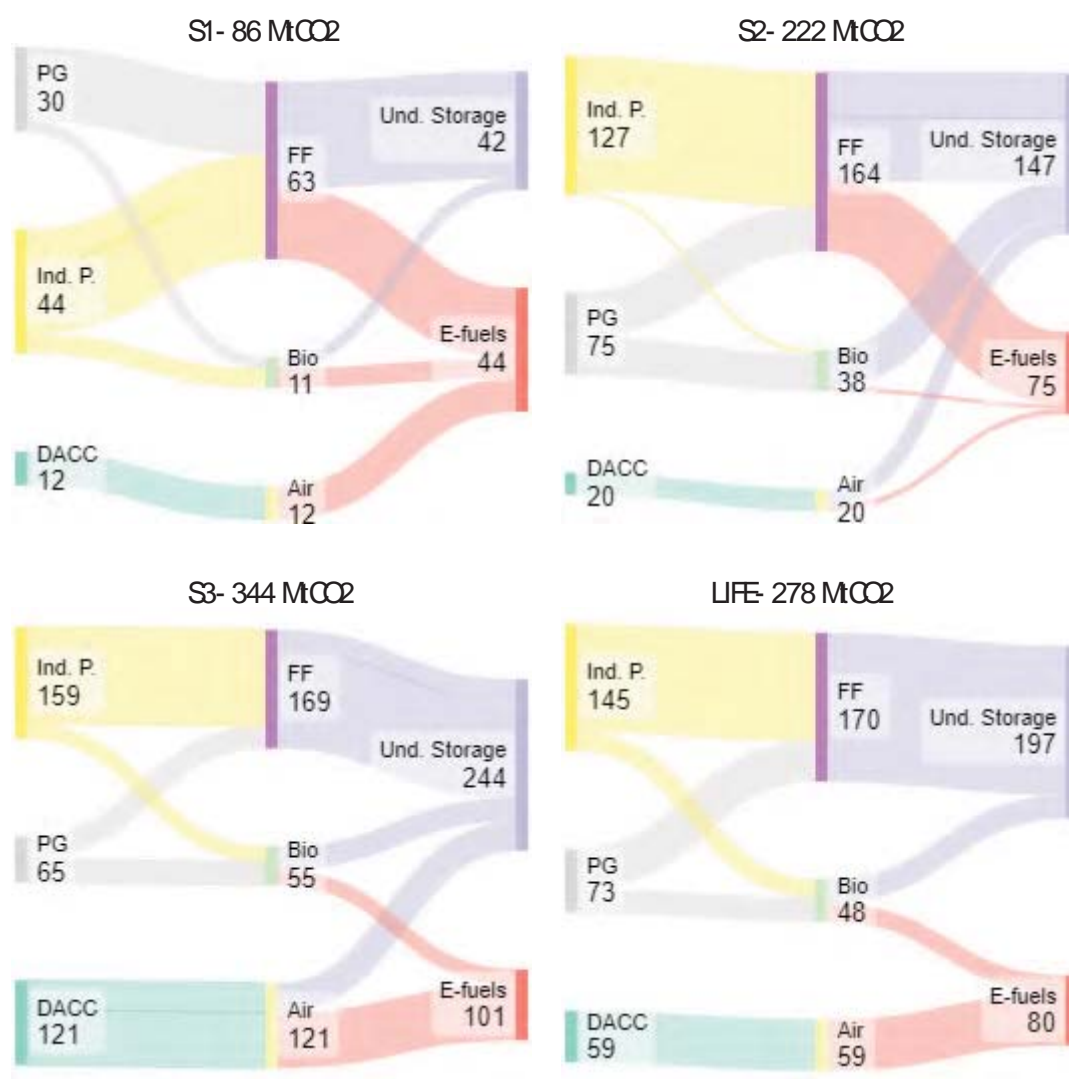 S1- 86 MtCO2
PG
30
Ind. P.
44
DACC
12
FF
63
Bio
11
Air
12
Und. Storage
42
E-fuels
44
S2- 222 MtCO2
Ind. P.
127
PG
75
DACC
20
FF
164
Bio
38
Air
20
Und. Storage
147
E-fuels
75
S3- 344 MtCO2
Ind. P.
159
PG
65
DACC
121
FF
169
Bio
55
Air
121
Und. Storage
244
E-fuels
101
LIFE- 278 MtCO2
Ind. P.
145
PG
73
DACC
59
FF
170
Bio
48
Air
59
Und. Storage
197
E-fuels
80